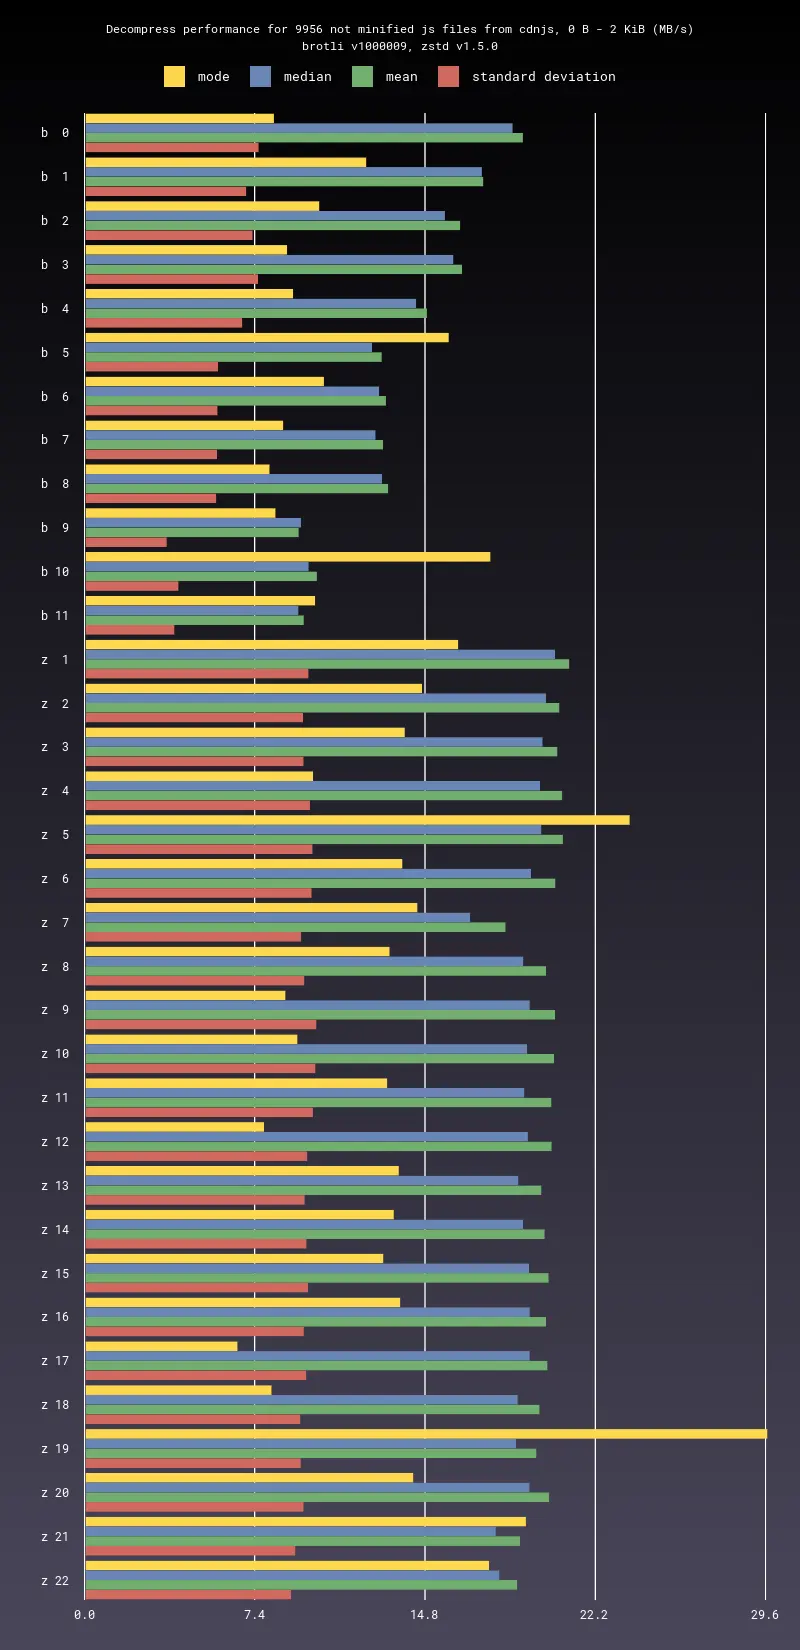 Decompress performance for 9956 not minified js files from cdnjs, 0 B - 2 KiB (MB/s)
brotli v1000009, zstd v1.5.0
mode median mean standard deviation
b 0
b 1
b 2
b 3
b 4
b 5
b 6
b 7
b 8
b 9
b 10
b 11
z 1
z 2
z 3
z 4
z 5
z 6
z 7
z 8
z 9
z 10
z 11
z 12
z 13
z 14
z 15
z 16
z 17
z 18
z 19
z 20
z 21
z 22
0.0 7.4 14.8 22.2 29.6